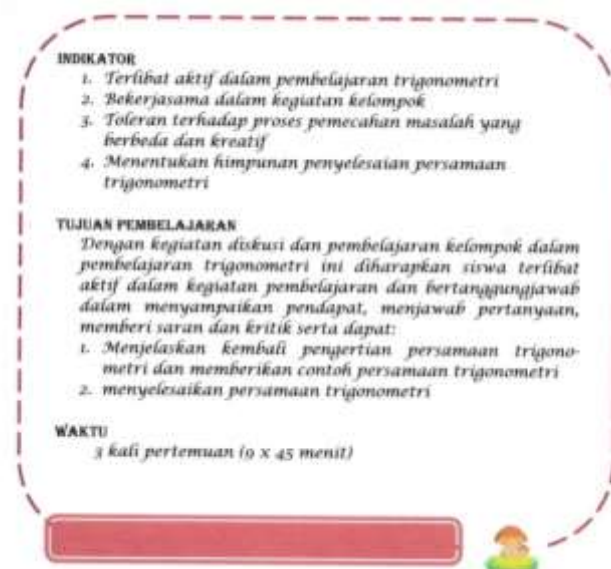 INDIKATOR
1. Terlibat aktif dalam pembelajaran trigonometri
2. Bekerjasama dalam kegiatan kelompok
3. Toleran terhadap proses pemecahan masalah yang
berbeda dan kreatif
4. Menentukan himpunan penyelesaian persamaan
trigonometri
TUJUAN PEMBELAJARAN
Dengan kegiatan diskusi dan pembelajaran kelompok dalam
pembelajaran trigonometri ini diharapkan siswa terlibat
aktif dalam kegiatan pembelajaran dan bertanggungjawab
dalam menyampaikan pendapat, menjawab pertanyaan,
memberi saran dan kritik serta dapat:
1. Menjelaskan kembali pengertian persamaan trigono-
metri dan memberikan contoh persamaan trigonometri
2. menyelesaikan persamaan trigonometri
WAKTU
3 kali pertemuan (9 x 45 menit)